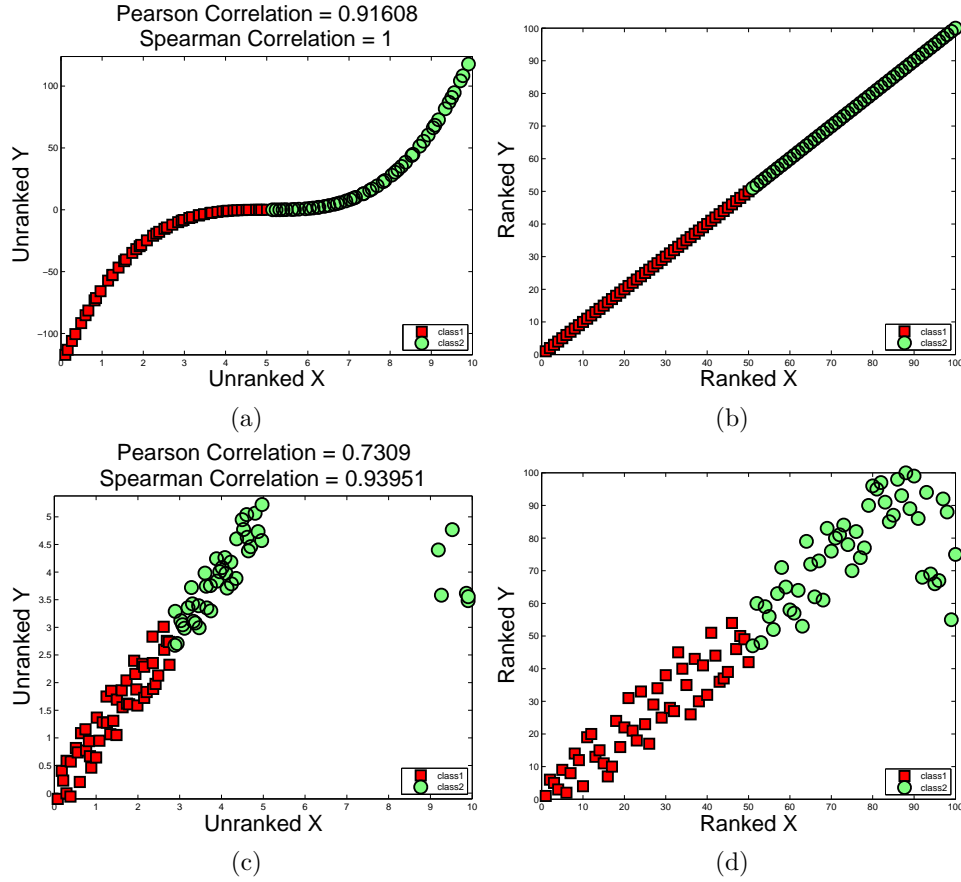 Pearson Correlation = 0.91608
Spearman Correlation = 1
Unranked Y
100
50
0
−50
−100
0 1 2 3 4 5 6 7 8 9 10
Unranked X
class1
class2
(a)
Ranked Y
100
90
80
70
60
50
40
30
20
10
0
0 10 20 30 40 50 60 70 80 90 100
Ranked X
class1
class2
(b)
Pearson Correlation = 0.7309
Spearman Correlation = 0.93951
Unranked Y
5
4.5
4
3.5
3
2.5
2
1.5
1
0.5
0
0 1 2 3 4 5 6 7 8 9 10
Unranked X
class1
class2
(c)
Ranked Y
100
90
80
70
60
50
40
30
20
10
0
0 10 20 30 40 50 60 70 80 90 100
Ranked X
class1
class2
(d)